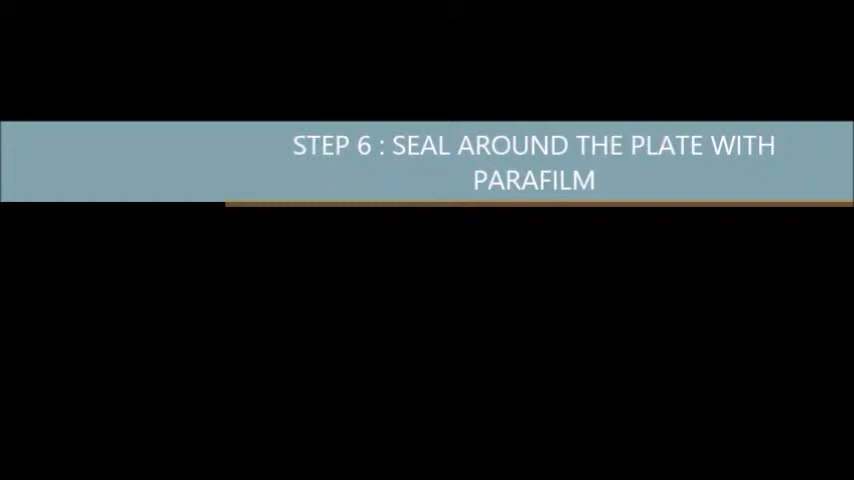 STEP 6 : SEAL AROUND THE PLATE WITH
PARAFILM